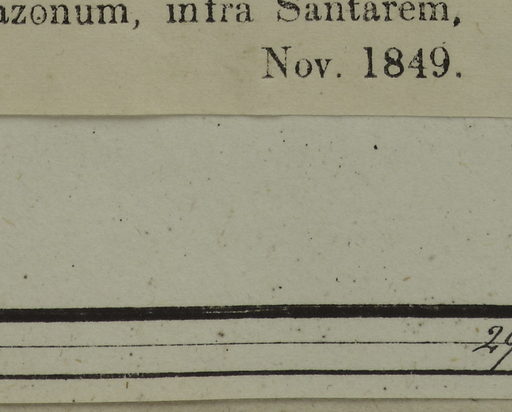 azonum, infra Santarem,
Nov. 1849.